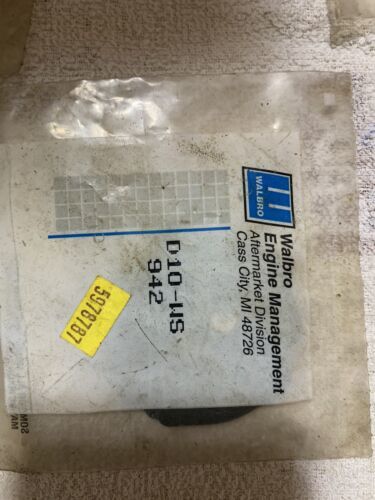 WALBRO
Walbro
Engine Management
Aftermarket Division
Cass City, MI 48726
D10-WS
942
5978787